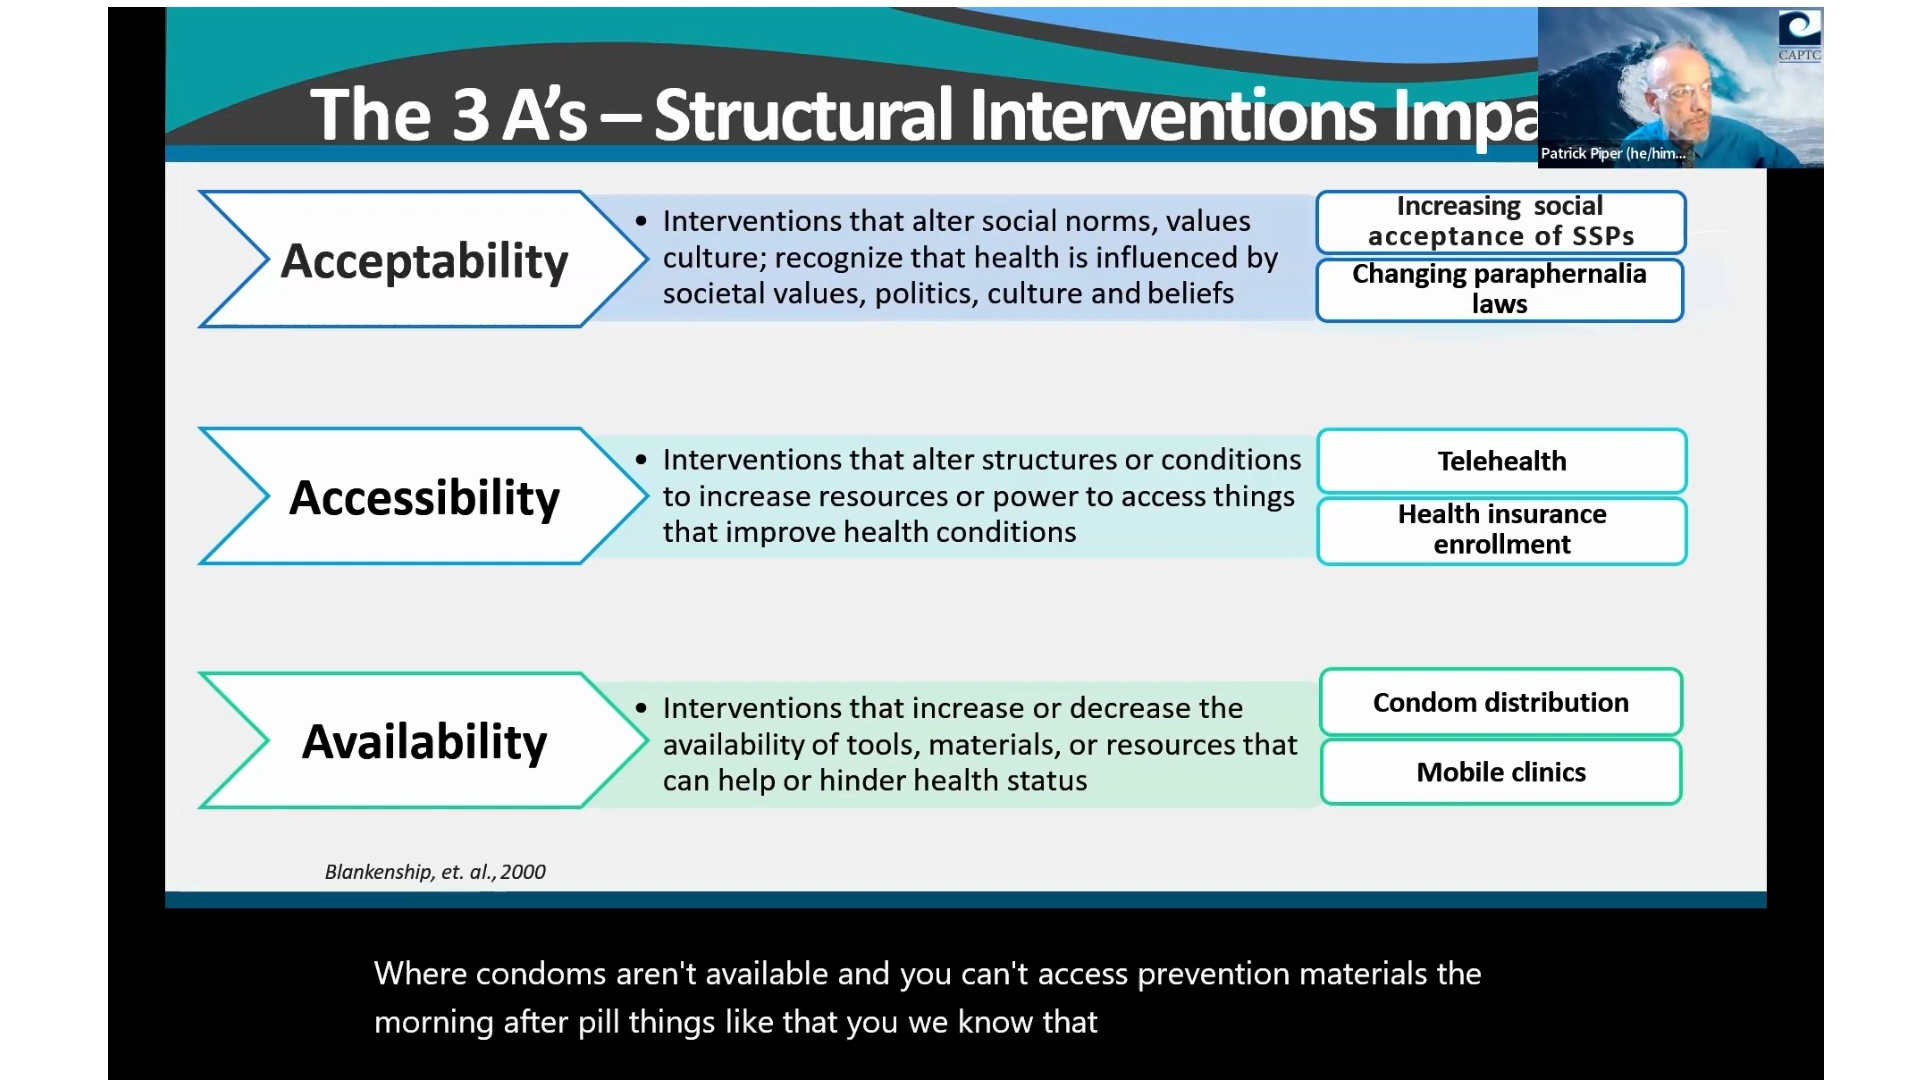 The 3 A's – Structural Interventions Impa
CAPTC
Patrick Piper (he/him...
Acceptability
• Interventions that alter social norms, values
culture; recognize that health is influenced by
societal values, politics, culture and beliefs
Increasing social
acceptance of SSPs
Changing paraphernalia
laws
Accessibility
• Interventions that alter structures or conditions
to increase resources or power to access things
that improve health conditions
Telehealth
Health insurance
enrollment
Availability
• Interventions that increase or decrease the
availability of tools, materials, or resources that
can help or hinder health status
Condom distribution
Mobile clinics
Blankenship, et. al., 2000
Where condoms aren't available and you can't access prevention materials the
morning after pill things like that you we know that